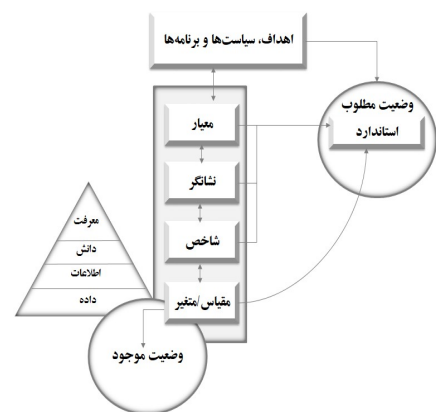 اهداف، سیاست‌ها و برنامه‌ها
وضعیت مطلوب
استاندارد
معیار
نشانگر
شاخص
مقیاس/متغیر
معرفت
دانش
اطلاعات
داده
وضعیت موجود